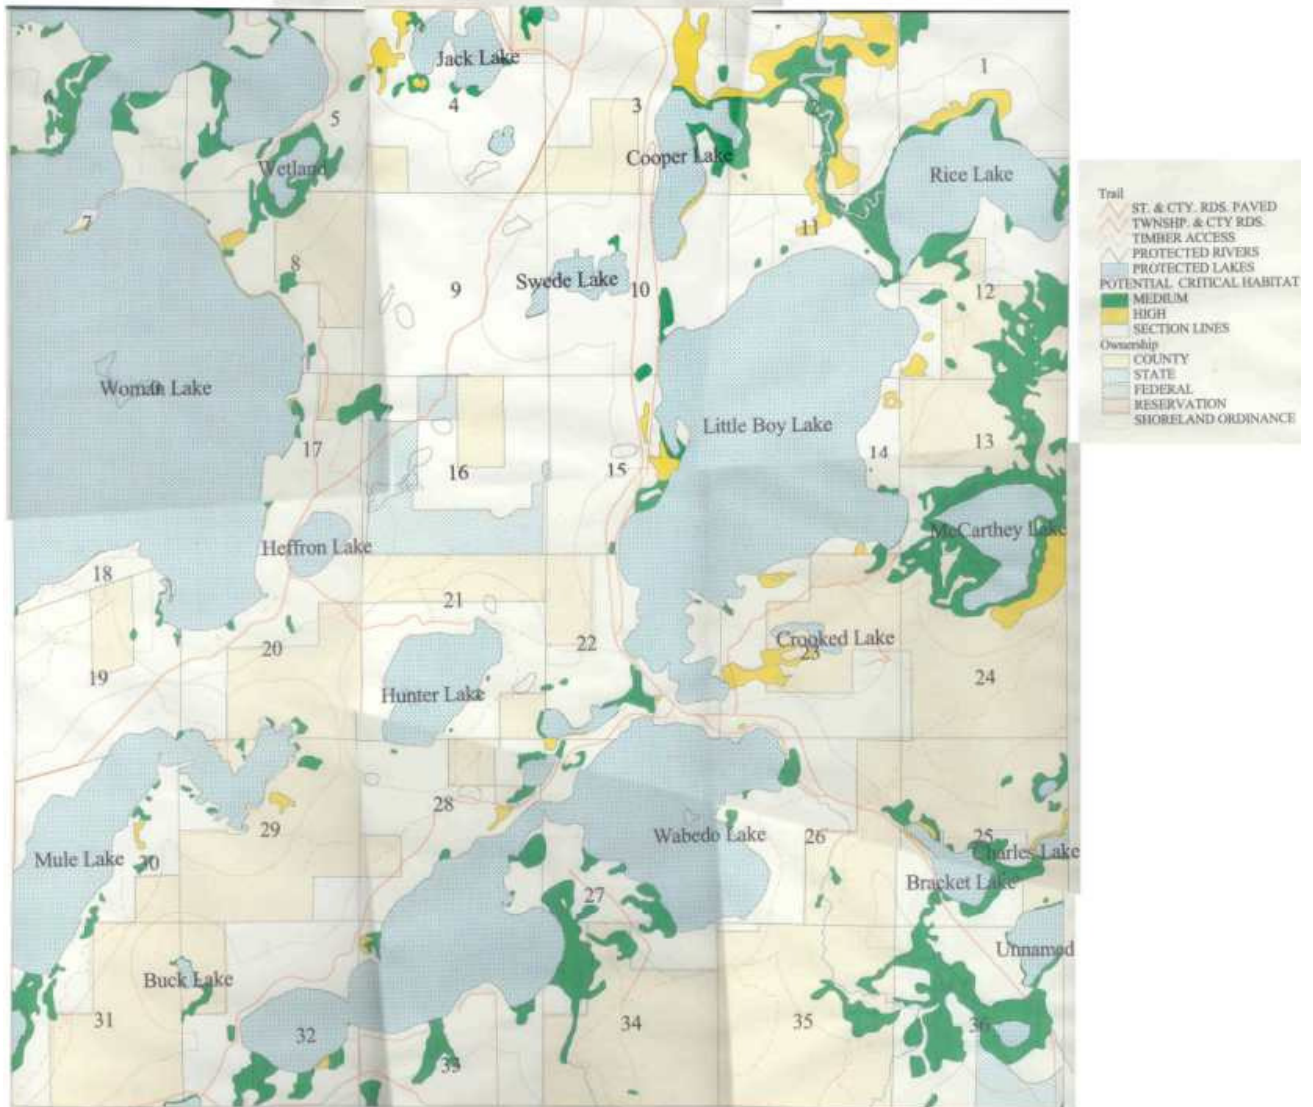 Jack Lake
1
4
3
5
Cooper Lake
Wetland
Rice Lake
7
11
8
Swede Lake
9
10
12
Woman Lake
Little Boy Lake
17
16
15
14
13
Heffron Lake
McCarthey Lake
18
21
20
22
Crooked Lake
23
19
Hunter Lake
24
28
29
Wabedo Lake
26
25
Mule Lake
30
Charles Lake
Bracket Lake
27
Unnamed
Buck Lake
31
32
34
35
36
33
Trail
ST. & CTY. RDS. PAVED
TWNSHP. & CTY RDS.
TIMBER ACCESS
PROTECTED RIVERS
PROTECTED LAKES
POTENTIAL CRITICAL HABITAT
MEDIUM
HIGH
SECTION LINES
Ownership
COUNTY
STATE
FEDERAL
RESERVATION
SHORELAND ORDINANCE